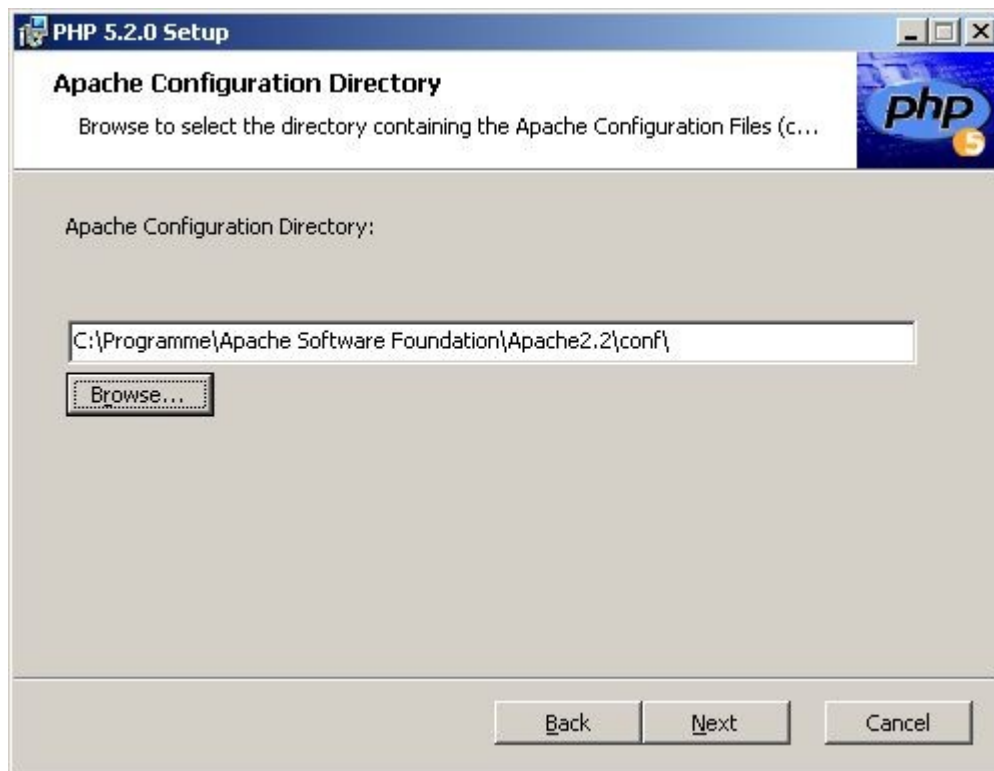 PHP 5.2.0 Setup
Apache Configuration Directory
Browse to select the directory containing the Apache Configuration Files (c...
php
5
Apache Configuration Directory:
C:\Programme\Apache Software Foundation\Apache2.2\conf\
Browse...
Back Next Cancel